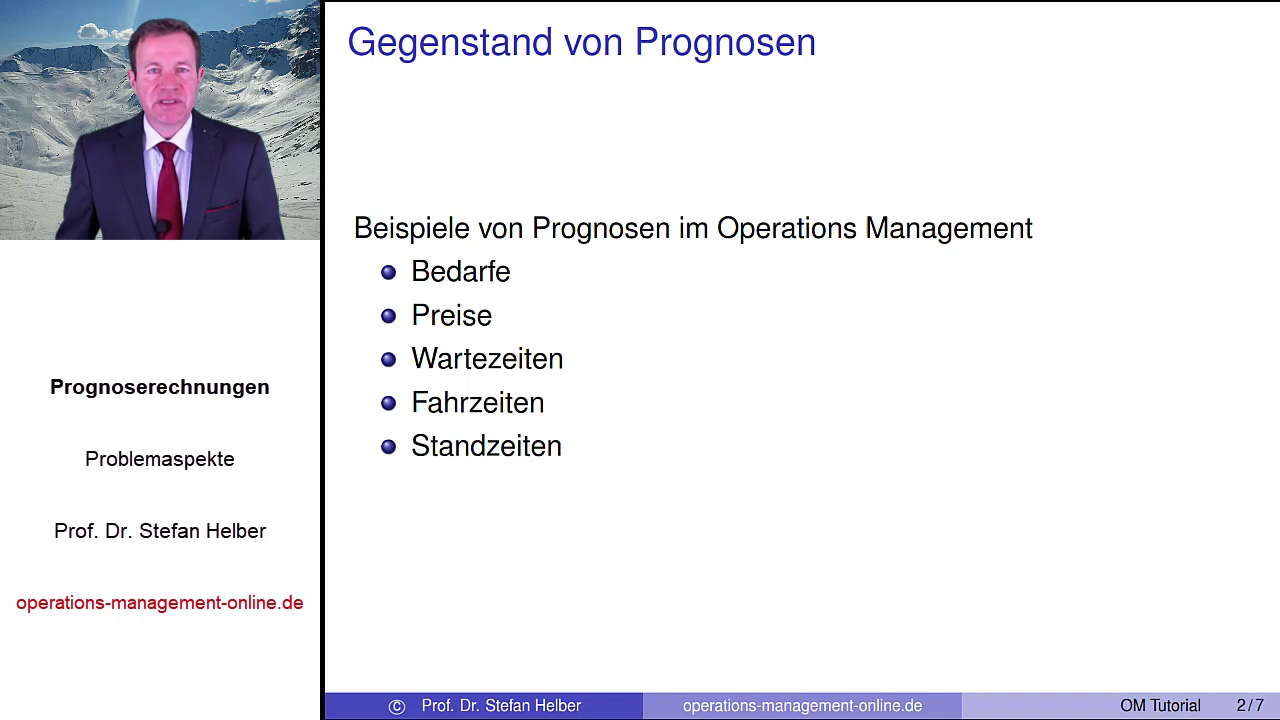 Gegenstand von Prognosen
Beispiele von Prognosen im Operations Management
Bedarfe
Preise
Wartezeiten
Fahrzeiten
Standzeiten
Prognoserechnungen
Problemaspekte
Prof. Dr. Stefan Helber
operations-management-online.de
© Prof. Dr. Stefan Helber operations-management-online.de OM Tutorial 2 / 7